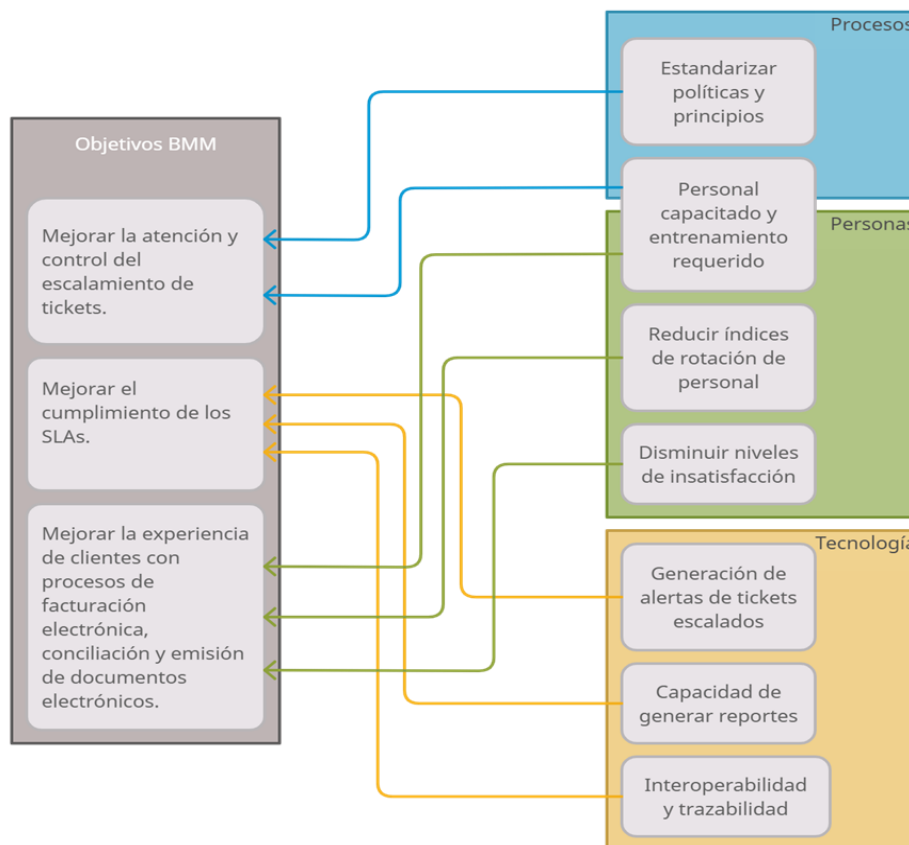 Objetivos BMM
Mejorar la atención y
control del
escalamiento de
tickets.
Mejorar el
cumplimiento de los
SLAs.
Mejorar la experiencia
de clientes con
procesos de
facturación
electrónica,
conciliación y emisión
de documentos
electrónicos.
Procesos
Estandarizar
políticas y
principios
Personal
capacitado y
entrenamiento
requerido
Personas
Reducir índices
de rotación de
personal
Disminuir niveles
de insatisfacción
Tecnología
Generación de
alertas de tickets
escalados
Capacidad de
generar reportes
Interoperabilidad
y trazabilidad